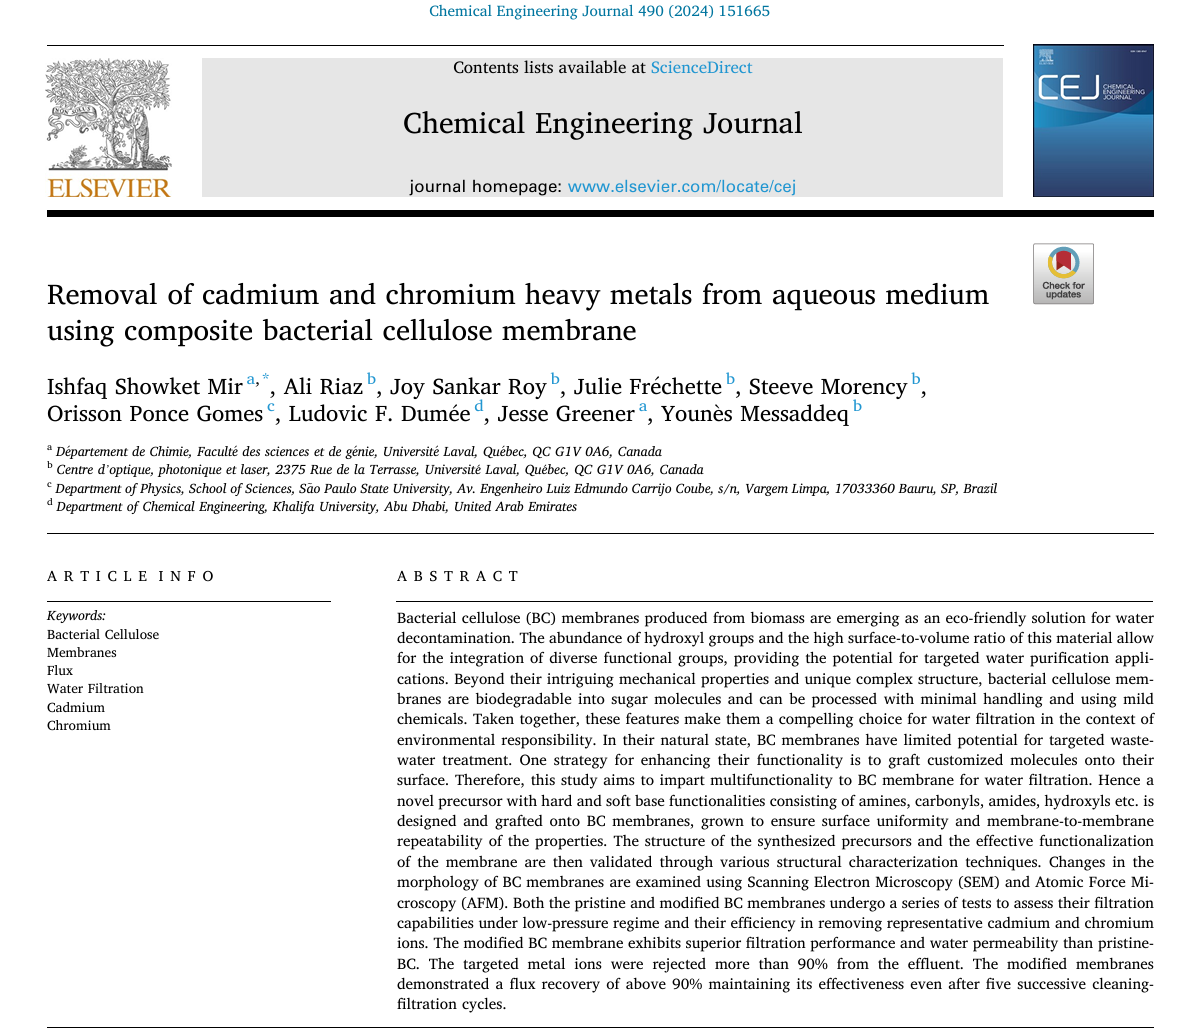 Chemical Engineering Journal 490 (2024) 151665
Contents lists available at ScienceDirect
Chemical Engineering Journal
journal homepage: www.elsevier.com/locate/cej
ELSEVIER
CEJ CHEMICAL ENGINEERING JOURNAL
Check for updates
Removal of cadmium and chromium heavy metals from aqueous medium
using composite bacterial cellulose membrane
Ishfaq Showket Mir a,*, Ali Riaz b, Joy Sankar Roy b, Julie Fréchette b, Steeve Morency b,
Orisson Ponce Gomes c, Ludovic F. Dumée d, Jesse Greener a, Younès Messaddeq b
a Département de Chimie, Faculté des sciences et de génie, Université Laval, Québec, QC G1V 0A6, Canada
b Centre d'optique, photonique et laser, 2375 Rue de la Terrasse, Université Laval, Québec, QC G1V 0A6, Canada
c Department of Physics, School of Sciences, São Paulo State University, Av. Engenheiro Luiz Edmundo Carrijo Coube, s/n, Vargem Limpa, 17033360 Bauru, SP, Brazil
d Department of Chemical Engineering, Khalifa University, Abu Dhabi, United Arab Emirates
ARTICLE INFO
Keywords:
Bacterial Cellulose
Membranes
Flux
Water Filtration
Cadmium
Chromium
ABSTRACT
Bacterial cellulose (BC) membranes produced from biomass are emerging as an eco-friendly solution for water
decontamination. The abundance of hydroxyl groups and the high surface-to-volume ratio of this material allow
for the integration of diverse functional groups, providing the potential for targeted water purification appli-
cations. Beyond their intriguing mechanical properties and unique complex structure, bacterial cellulose mem-
branes are biodegradable into sugar molecules and can be processed with minimal handling and using mild
chemicals. Taken together, these features make them a compelling choice for water filtration in the context of
environmental responsibility. In their natural state, BC membranes have limited potential for targeted waste-
water treatment. One strategy for enhancing their functionality is to graft customized molecules onto their
surface. Therefore, this study aims to impart multifunctionality to BC membrane for water filtration. Hence a
novel precursor with hard and soft base functionalities consisting of amines, carbonyls, amides, hydroxyls etc. is
designed and grafted onto BC membranes, grown to ensure surface uniformity and membrane-to-membrane
repeatability of the properties. The structure of the synthesized precursors and the effective functionalization
of the membrane are then validated through various structural characterization techniques. Changes in the
morphology of BC membranes are examined using Scanning Electron Microscopy (SEM) and Atomic Force Mi-
croscopy (AFM). Both the pristine and modified BC membranes undergo a series of tests to assess their filtration
capabilities under low-pressure regime and their efficiency in removing representative cadmium and chromium
ions. The modified BC membrane exhibits superior filtration performance and water permeability than pristine-
BC. The targeted metal ions were rejected more than 90% from the effluent. The modified membranes
demonstrated a flux recovery of above 90% maintaining its effectiveness even after five successive cleaning-
filtration cycles.